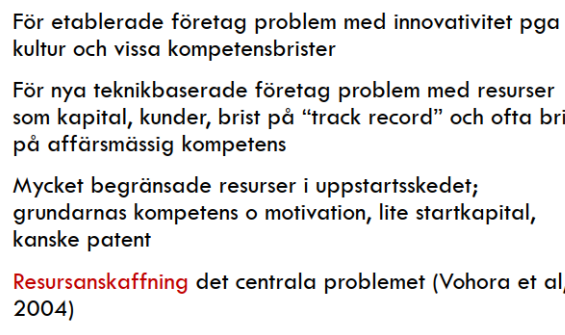 För etablerade företag problem med innovativitet pga
kultur och vissa kompetensbrister
För nya teknikbaserade företag problem med resurser
som kapital, kunder, brist på “track record” och ofta bri
på affärsmässig kompetens
Mycket begränsade resurser i uppstartsskedet;
grundarnas kompetens o motivation, lite startkapital,
kanske patent
Resursanskaffning det centrala problemet (Vohora et al,
2004)